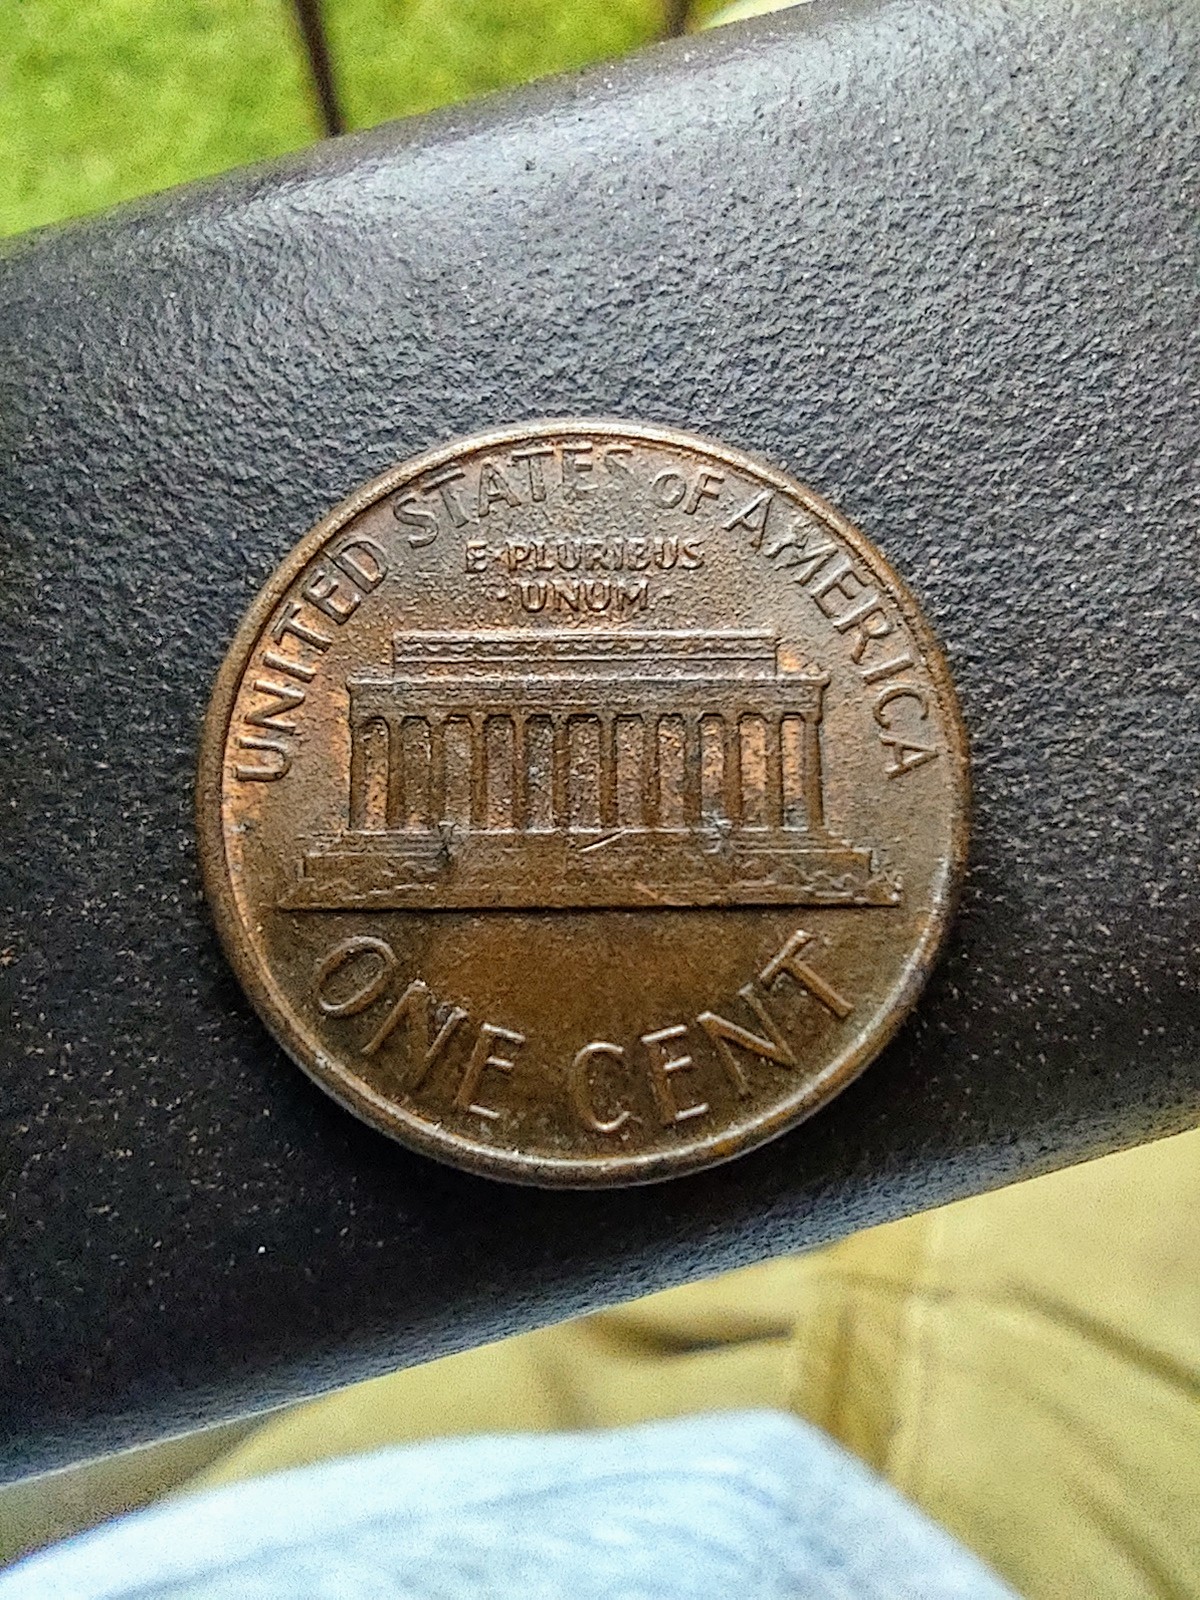 UNITED STATES OF AMERICA
E·PLURIBUS
·UNUM·
ONE CENT